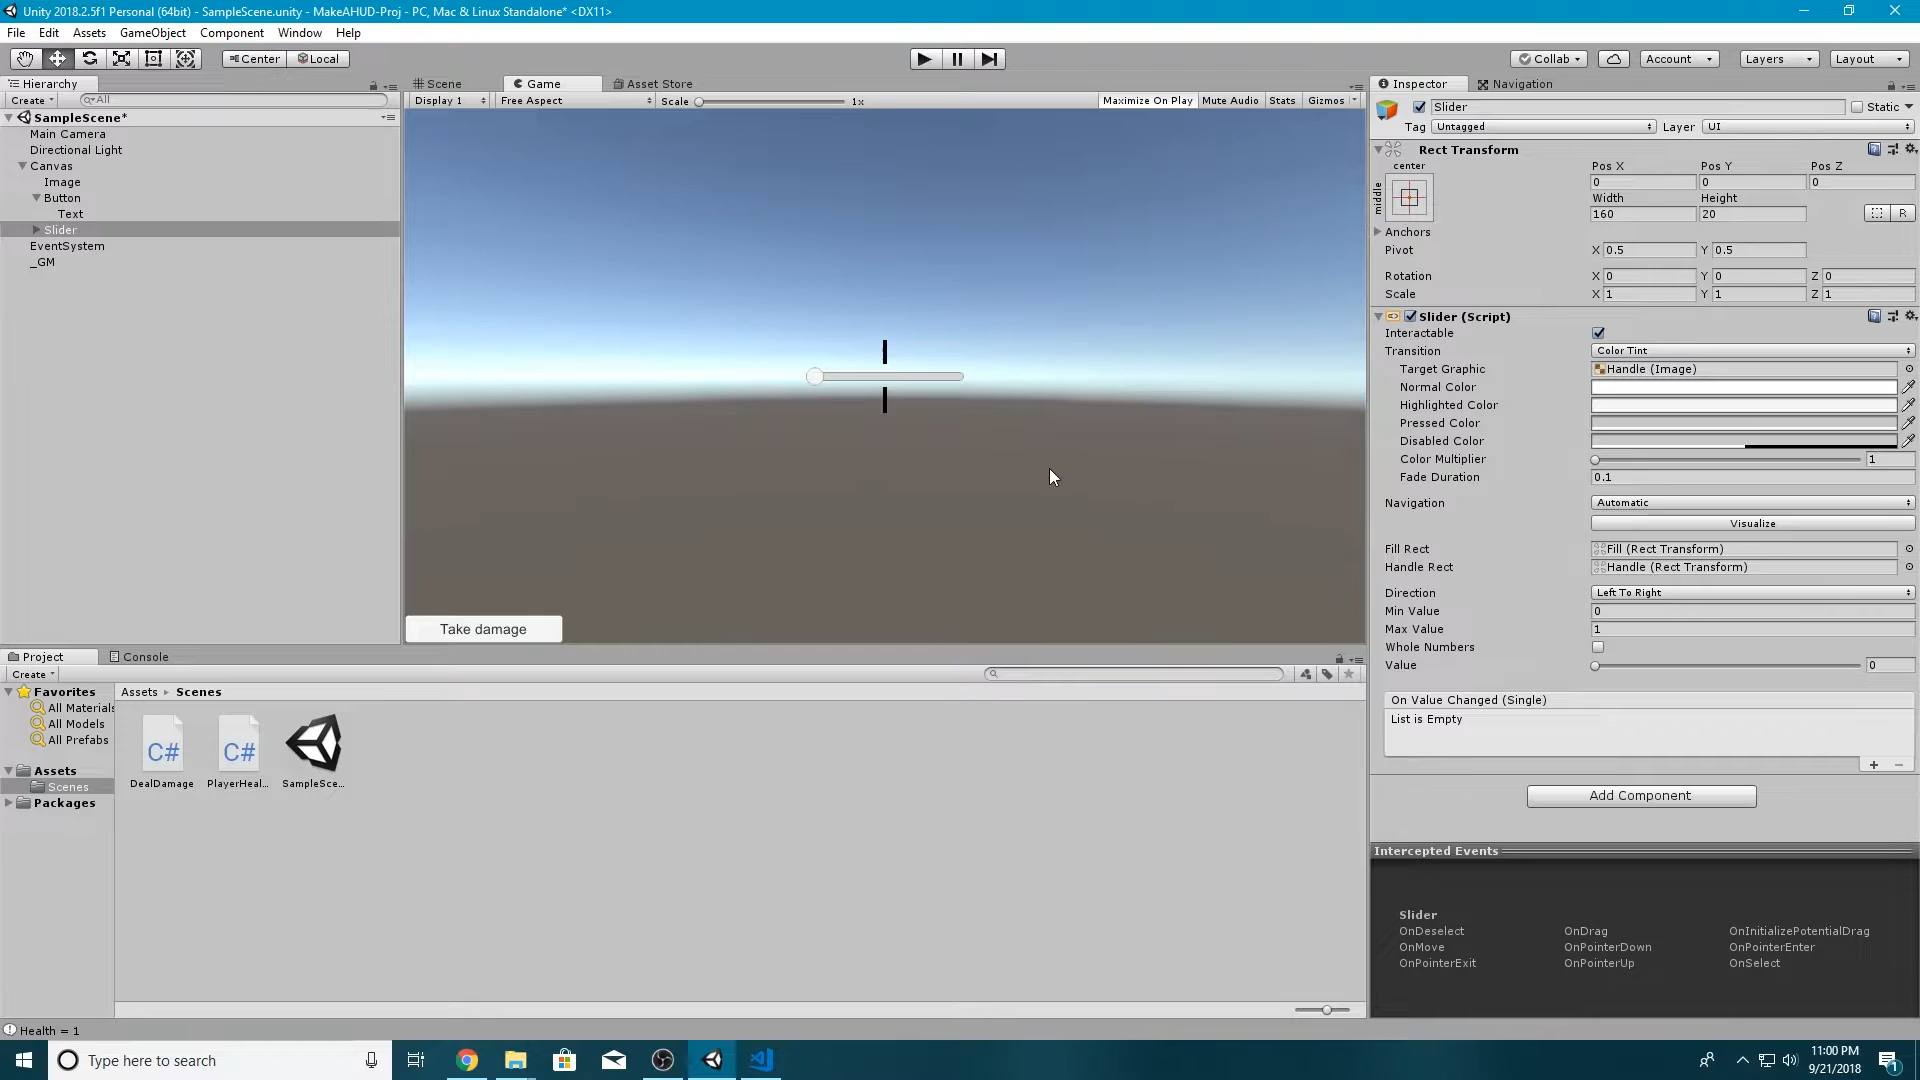 Unity 2018.2.5f1 Personal (64bit) - SampleScene.unity - MakeAHUD-Proj - PC, Mac & Linux Standalone* <DX11>
File Edit Assets GameObject Component Window Help
Center Local Collab Account Layers Layout
Hierarchy
Create All
SampleScene*
Main Camera
Directional Light
Canvas
Image
Button
Text
Slider
EventSystem
_GM
Scene Game Asset Store
Display 1 Free Aspect Scale 1x Maximize On Play Mute Audio Stats Gizmos
Take damage
Inspector Navigation
Slider Static
Tag Untagged Layer UI
Rect Transform
center Pos X Pos Y Pos Z
middle
0 0 0
Width Height
160 20 R
Anchors
Pivot X 0.5 Y 0.5
Rotation X 0 Y 0 Z 0
Scale X 1 Y 1 Z 1
Slider (Script)
Interactable
Transition Color Tint
Target Graphic Handle (Image)
Normal Color
Highlighted Color
Pressed Color
Disabled Color
Color Multiplier 1
Fade Duration 0.1
Navigation Automatic
Visualize
Fill Rect Fill (Rect Transform)
Handle Rect Handle (Rect Transform)
Direction Left To Right
Min Value 0
Max Value 1
Whole Numbers
Value 0
On Value Changed (Single)
List is Empty
+ −
Add Component
Intercepted Events
Slider
OnDeselect OnDrag OnInitializePotentialDrag
OnMove OnPointerDown OnPointerEnter
OnPointerExit OnPointerUp OnSelect
Project Console
Create
Favorites
All Materials
All Models
All Prefabs
Assets
Scenes
Packages
Assets ▸ Scenes
C# C#
DealDamage PlayerHeal... SampleSce...
Health = 1
Type here to search
11:00 PM
9/21/2018
1